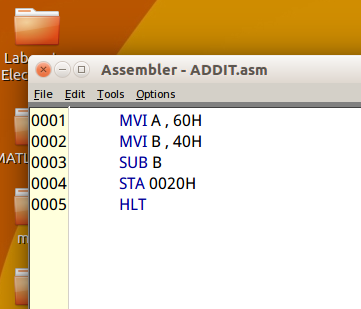 Lab
Elec
Assembler - ADDIT.asm
File Edit Tools Options
0001 MVI A , 60H
0002 MVI B , 40H
0003 SUB B
0004 STA 0020H
0005 HLT
MATL
m